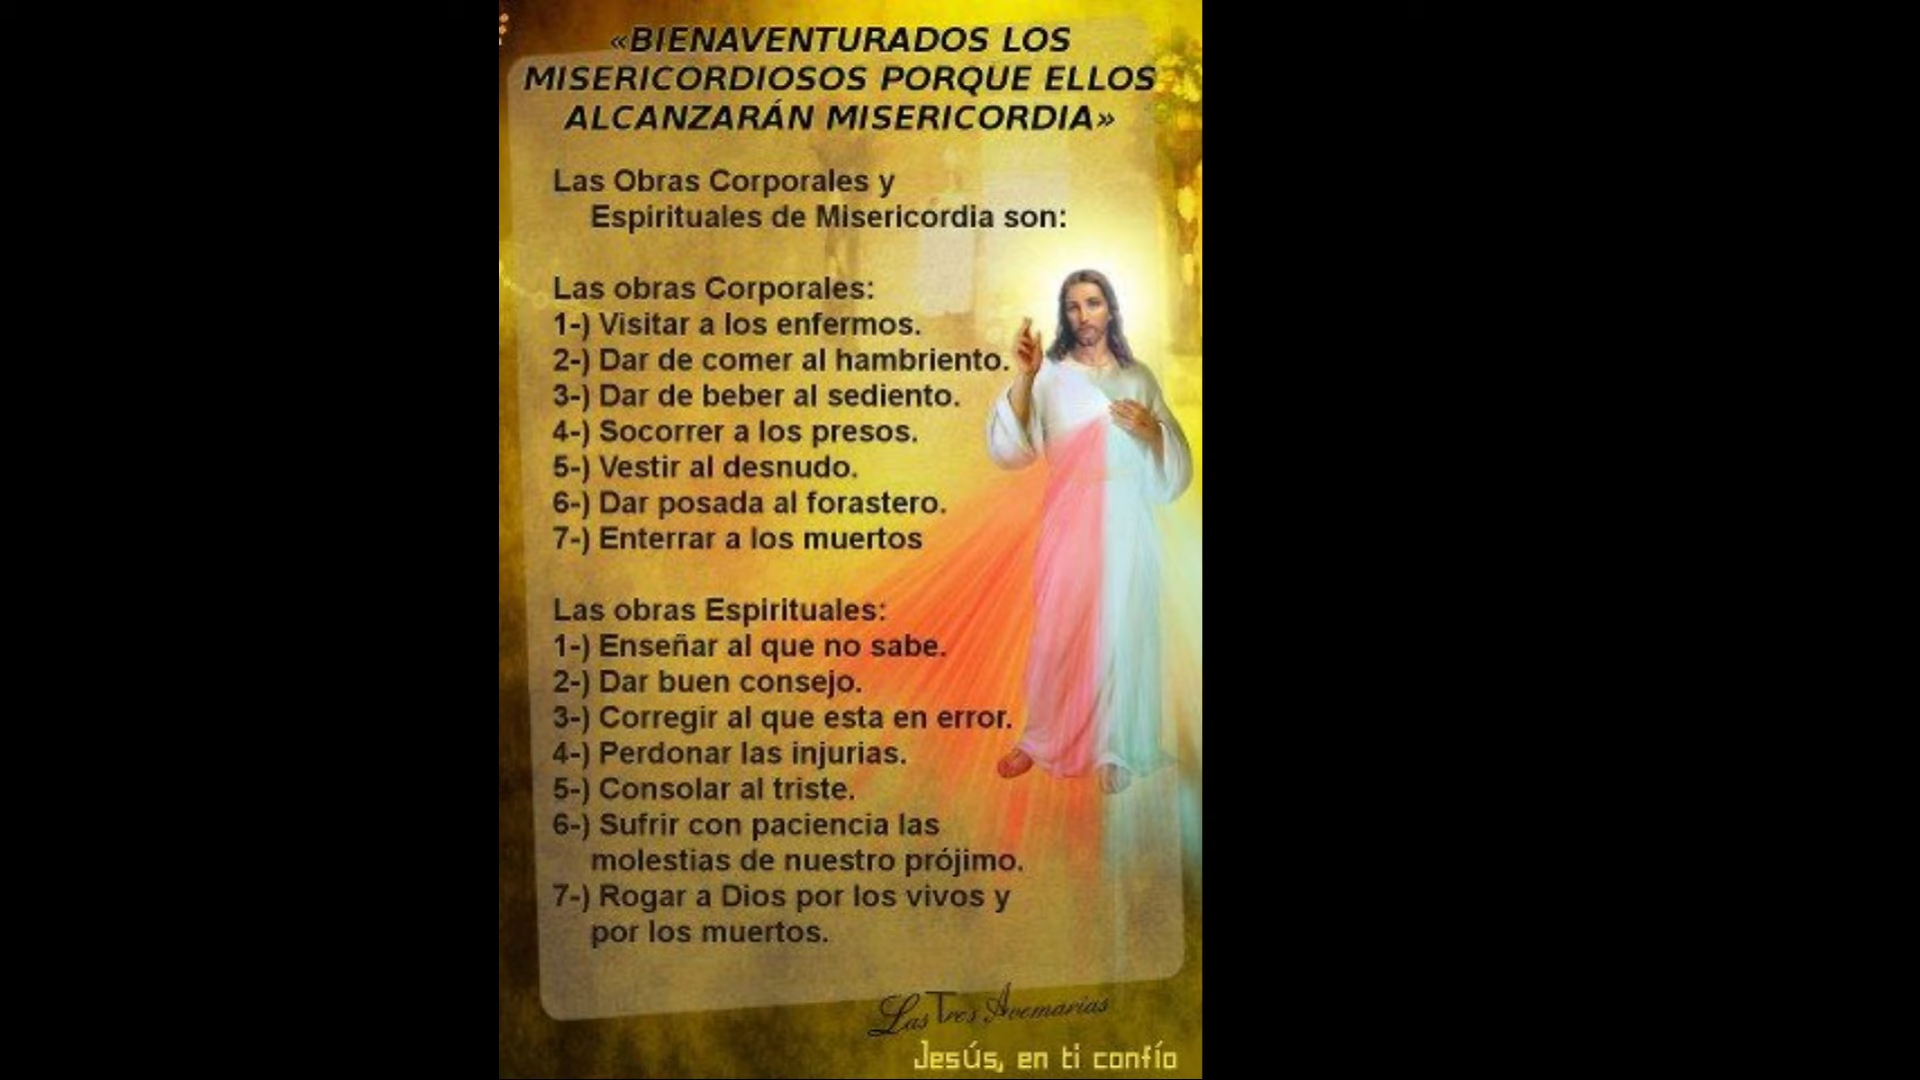 «BIENAVENTURADOS LOS
MISERICORDIOSOS PORQUE ELLOS
ALCANZARÁN MISERICORDIA»
Las Obras Corporales y
Espirituales de Misericordia son:
Las obras Corporales:
1-) Visitar a los enfermos.
2-) Dar de comer al hambriento.
3-) Dar de beber al sediento.
4-) Socorrer a los presos.
5-) Vestir al desnudo.
6-) Dar posada al forastero.
7-) Enterrar a los muertos
Las obras Espirituales:
1-) Enseñar al que no sabe.
2-) Dar buen consejo.
3-) Corregir al que esta en error.
4-) Perdonar las injurias.
5-) Consolar al triste.
6-) Sufrir con paciencia las
molestias de nuestro prójimo.
7-) Rogar a Dios por los vivos y
por los muertos.
Las Tres Avemarías
Jesús, en ti confío